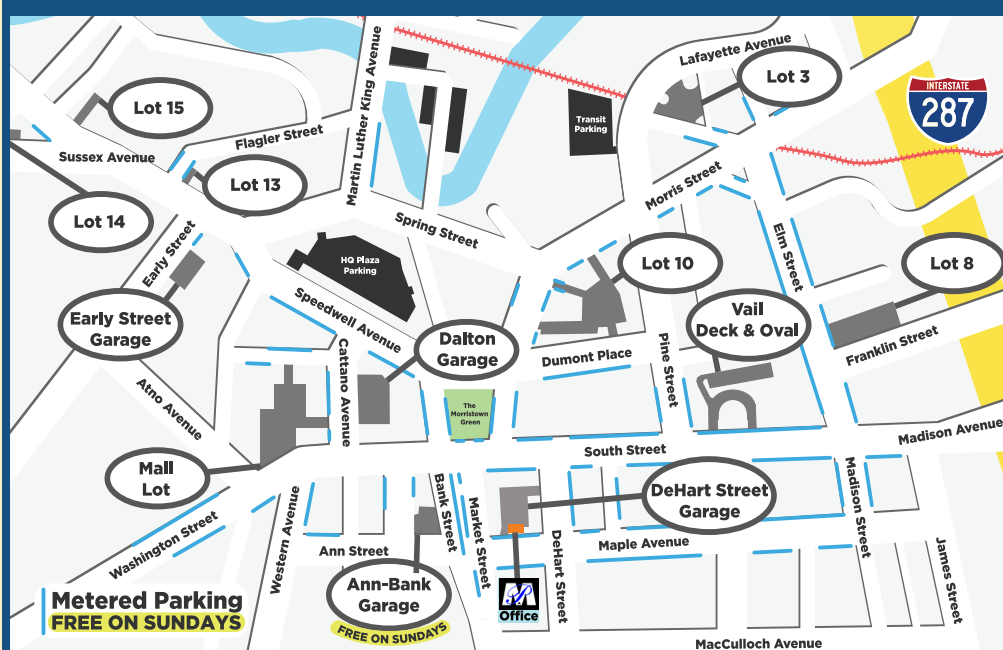 Lafayette Avenue
Lot 3
INTERSTATE
287
Lot 15
Martin Luther King Avenue
Transit
Parking
Flagler Street
Sussex Avenue
Lot 13
Morris Street
Lot 14
Spring Street
Early Street
Elm Street
HQ Plaza
Parking
Lot 10
Lot 8
Speedwell Avenue
Early Street
Garage
Vail
Deck & Oval
Dalton
Garage
Dumont Place
Pine Street
Franklin Street
Cattano Avenue
Atno Avenue
The
Morristown
Green
Madison Avenue
South Street
Mall
Lot
DeHart Street
Garage
Bank Street
Market Street
Madison Street
Western Avenue
Washington Street
Ann Street
DeHart Street
Maple Avenue
James Street
Ann-Bank
Garage
FREE ON SUNDAYS
Office
Metered Parking
FREE ON SUNDAYS
MacCulloch Avenue